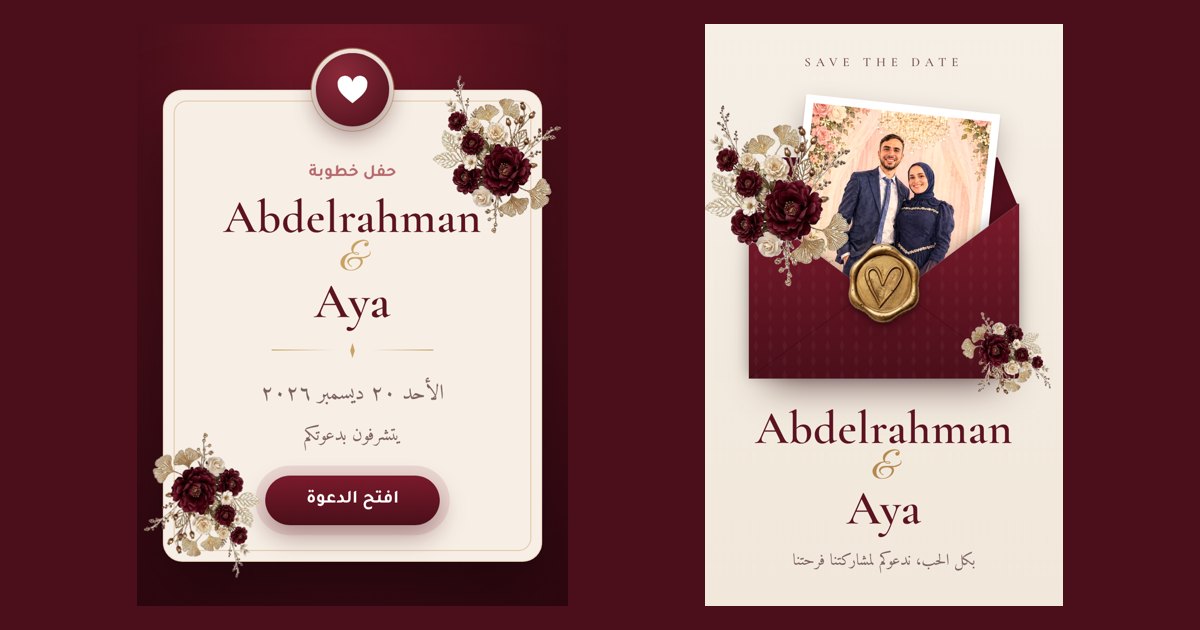 حفل خطوبة
Abdelrahman
&
Aya
الأحد ٢٠ ديسمبر ٢٠٢٦
يتشرفون بدعوتكم
افتح الدعوة
SAVE THE DATE
Abdelrahman
&
Aya
بكل الحب، ندعوكم لمشاركتنا فرحتنا